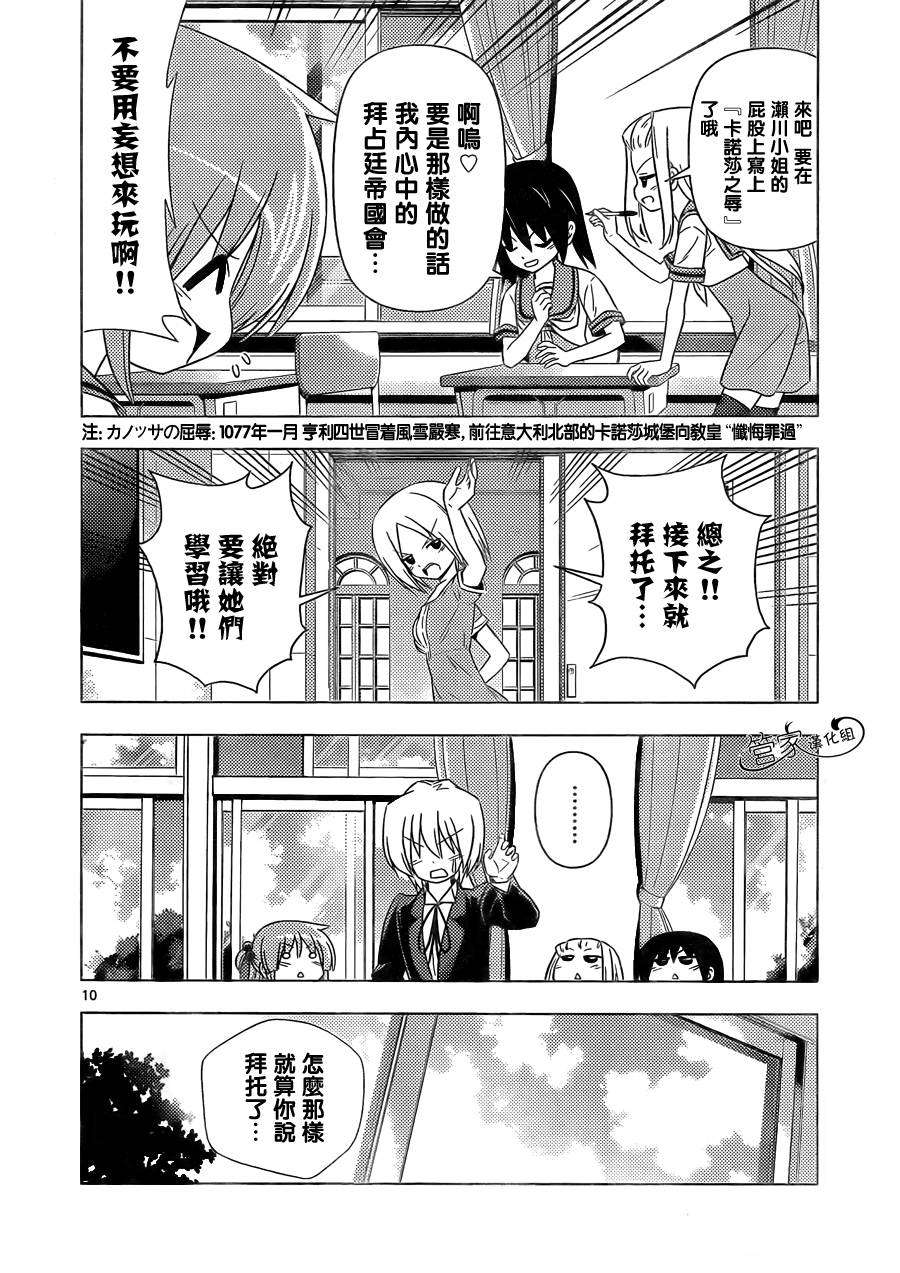 來吧 要在
瀨川小姐的
屁股上寫上
『卡諾莎之辱』
了哦
啊嗚♡
要是那樣做的話
我內心中的
拜占廷帝國會…
不要用妄想來玩啊!!
注: カノッサの屈辱: 1077年一月 亨利四世冒着風雪嚴寒, 前往意大利北部的卡諾莎城堡向教皇 “懺悔罪過”
總之!!
接下來就
拜托了…
絕對
要讓她們
學習哦!!
管家漢化組
………
10
怎麼那樣
就算你說
拜托了…